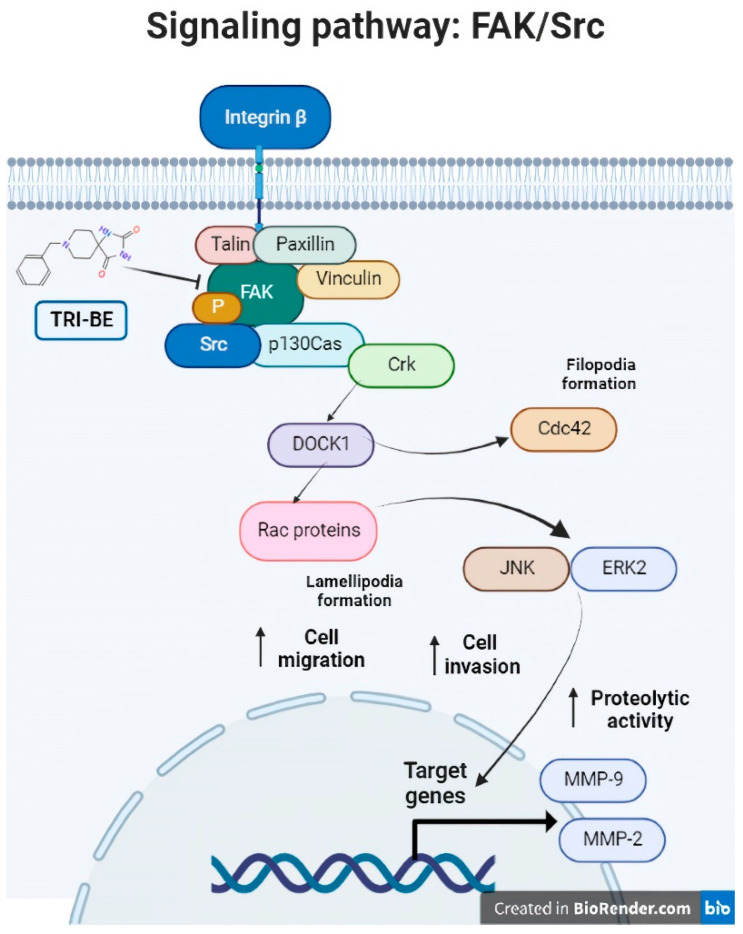 Signaling pathway: FAK/Src
Integrin β
Talin
Paxillin
HN
O
N
NH
O
FAK
Vinculin
P
TRI-BE
Src
p130Cas
Crk
Filopodia
formation
Cdc42
DOCK1
Rac proteins
JNK
ERK2
Lamellipodia
formation
Cell
migration
Cell
invasion
Proteolytic
activity
Target
genes
MMP-9
MMP-2
Created in BioRender.com bio